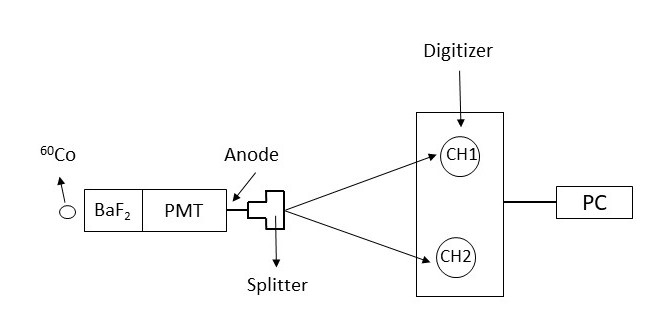 Digitizer
⁶⁰Co
Anode
CH1
BaF₂
PMT
PC
CH2
Splitter